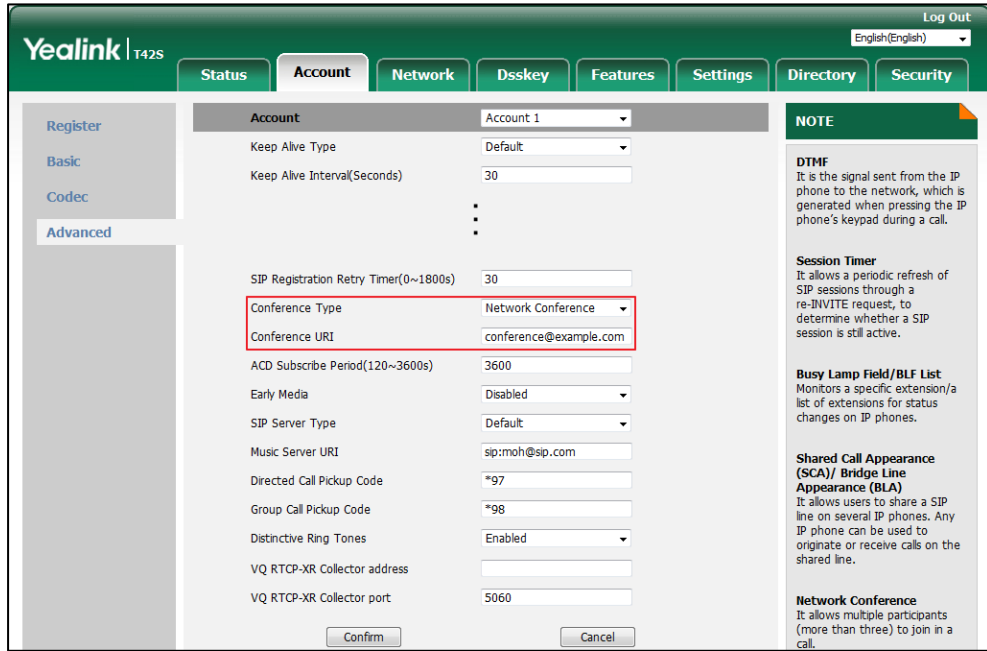 Log Out
Yealink T42S
English(English)
Status Account Network Dsskey Features Settings Directory Security
Register
Basic
Codec
Advanced
Account Account 1
Keep Alive Type Default
Keep Alive Interval(Seconds) 30
SIP Registration Retry Timer(0~1800s) 30
Conference Type Network Conference
Conference URI conference@example.com
ACD Subscribe Period(120~3600s) 3600
Early Media Disabled
SIP Server Type Default
Music Server URI sip:moh@sip.com
Directed Call Pickup Code *97
Group Call Pickup Code *98
Distinctive Ring Tones Enabled
VQ RTCP-XR Collector address
VQ RTCP-XR Collector port 5060
Confirm Cancel
NOTE
DTMF
It is the signal sent from the IP
phone to the network, which is
generated when pressing the IP
phone's keypad during a call.
Session Timer
It allows a periodic refresh of
SIP sessions through a
re-INVITE request, to
determine whether a SIP
session is still active.
Busy Lamp Field/BLF List
Monitors a specific extension/a
list of extensions for status
changes on IP phones.
Shared Call Appearance
(SCA)/ Bridge Line
Appearance (BLA)
It allows users to share a SIP
line on several IP phones. Any
IP phone can be used to
originate or receive calls on the
shared line.
Network Conference
It allows multiple participants
(more than three) to join in a
call.